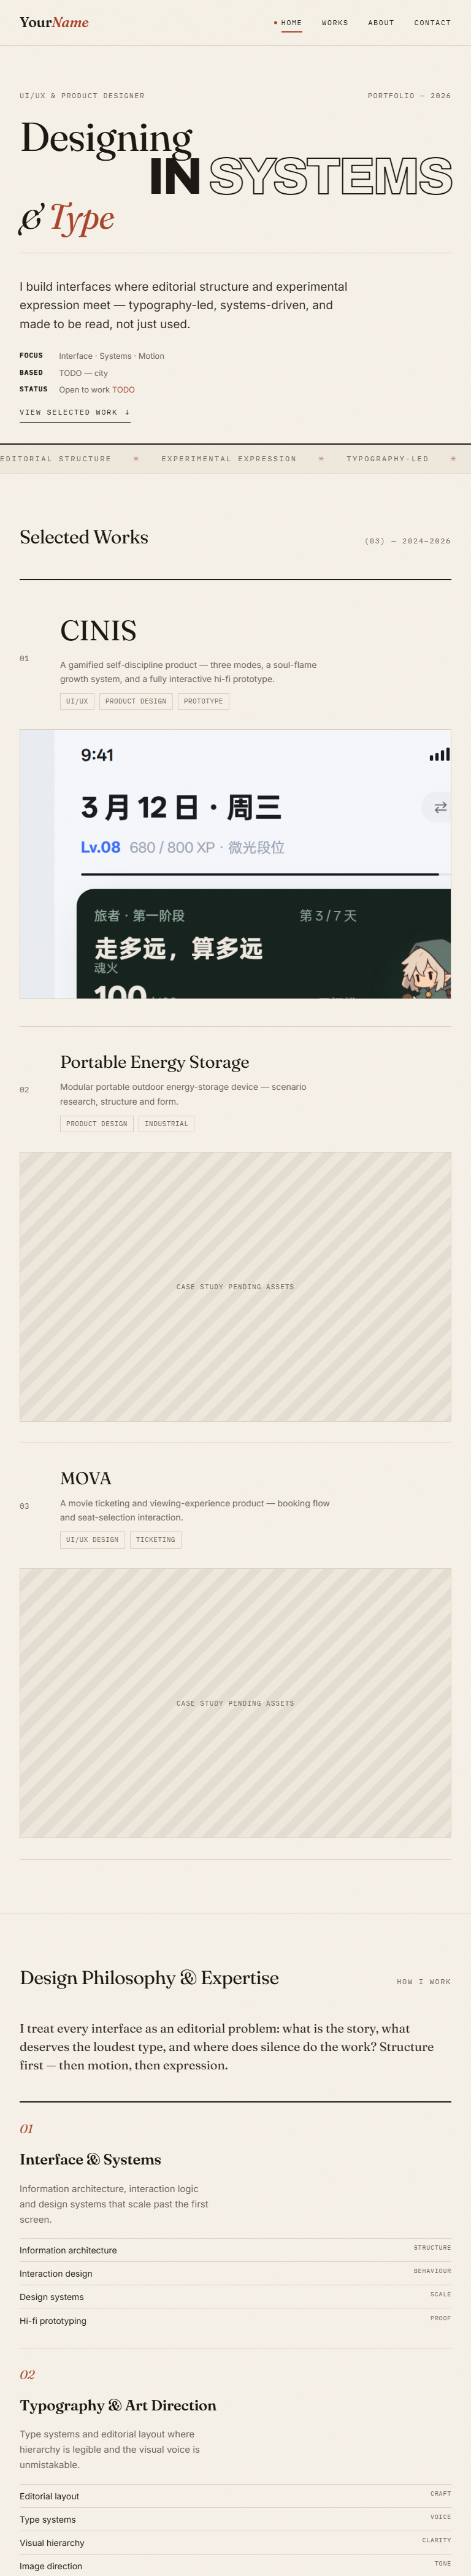 YourName
HOME WORKS ABOUT CONTACT
UI/UX & PRODUCT DESIGNER
PORTFOLIO — 2026
Designing
IN SYSTEMS
& Type
I build interfaces where editorial structure and experimental
expression meet — typography-led, systems-driven, and
made to be read, not just used.
FOCUS Interface · Systems · Motion
BASED TODO — city
STATUS Open to work TODO
VIEW SELECTED WORK ↓
EDITORIAL STRUCTURE * EXPERIMENTAL EXPRESSION * TYPOGRAPHY-LED *
Selected Works
(03) — 2024—2026
01
CINIS
A gamified self-discipline product — three modes, a soul-flame
growth system, and a fully interactive hi-fi prototype.
UI/UX PRODUCT DESIGN PROTOTYPE
9:41
3 月 12 日 · 周三
Lv.08 680 / 800 XP · 微光段位
旅者 · 第一阶段 第 3 / 7 天
走多远，算多远
魂火
100
02
Portable Energy Storage
Modular portable outdoor energy-storage device — scenario
research, structure and form.
PRODUCT DESIGN INDUSTRIAL
CASE STUDY PENDING ASSETS
03
MOVA
A movie ticketing and viewing-experience product — booking flow
and seat-selection interaction.
UI/UX DESIGN TICKETING
CASE STUDY PENDING ASSETS
Design Philosophy & Expertise
HOW I WORK
I treat every interface as an editorial problem: what is the story, what
deserves the loudest type, and where does silence do the work? Structure
first — then motion, then expression.
01
Interface & Systems
Information architecture, interaction logic
and design systems that scale past the first
screen.
Information architecture STRUCTURE
Interaction design BEHAVIOUR
Design systems SCALE
Hi-fi prototyping PROOF
02
Typography & Art Direction
Type systems and editorial layout where
hierarchy is legible and the visual voice is
unmistakable.
Editorial layout CRAFT
Type systems VOICE
Visual hierarchy CLARITY
Image direction TONE